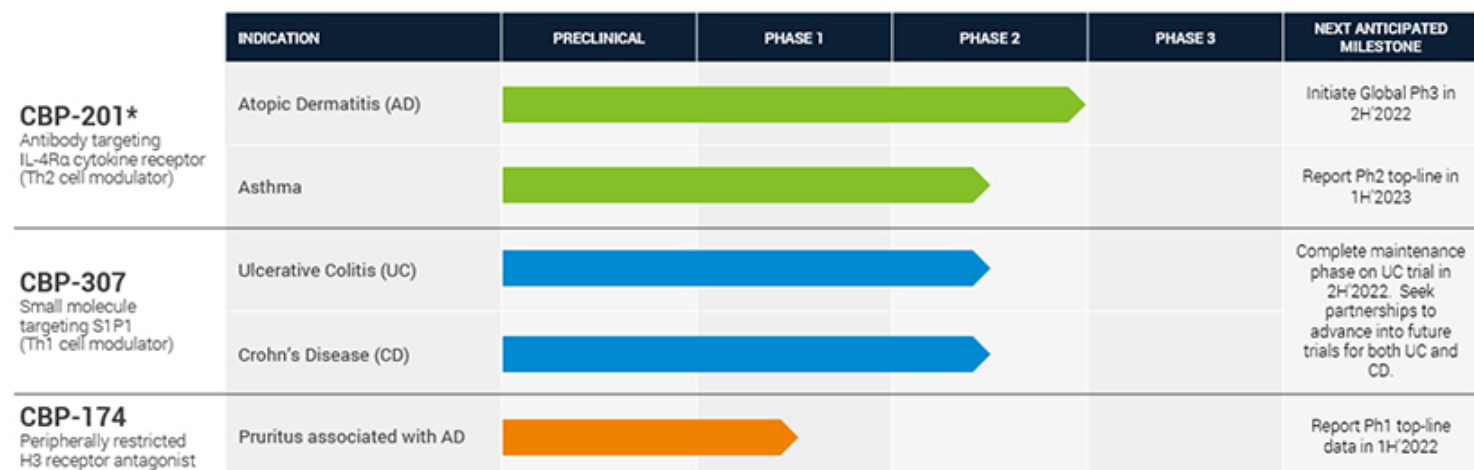 INDICATION PRECLINICAL PHASE 1 PHASE 2 PHASE 3 NEXT ANTICIPATED
MILESTONE
CBP-201*
Antibody targeting
IL-4Rα cytokine receptor
(Th2 cell modulator)
Atopic Dermatitis (AD)
Initiate Global Ph3 in
2H'2022
Asthma
Report Ph2 top-line in
1H'2023
CBP-307
Small molecule
targeting S1P1
(Th1 cell modulator)
Ulcerative Colitis (UC)
Crohn's Disease (CD)
Complete maintenance
phase on UC trial in
2H'2022. Seek
partnerships to
advance into future
trials for both UC and
CD.
CBP-174
Peripherally restricted
H3 receptor antagonist
Pruritus associated with AD
Report Ph1 top-line
data in 1H'2022